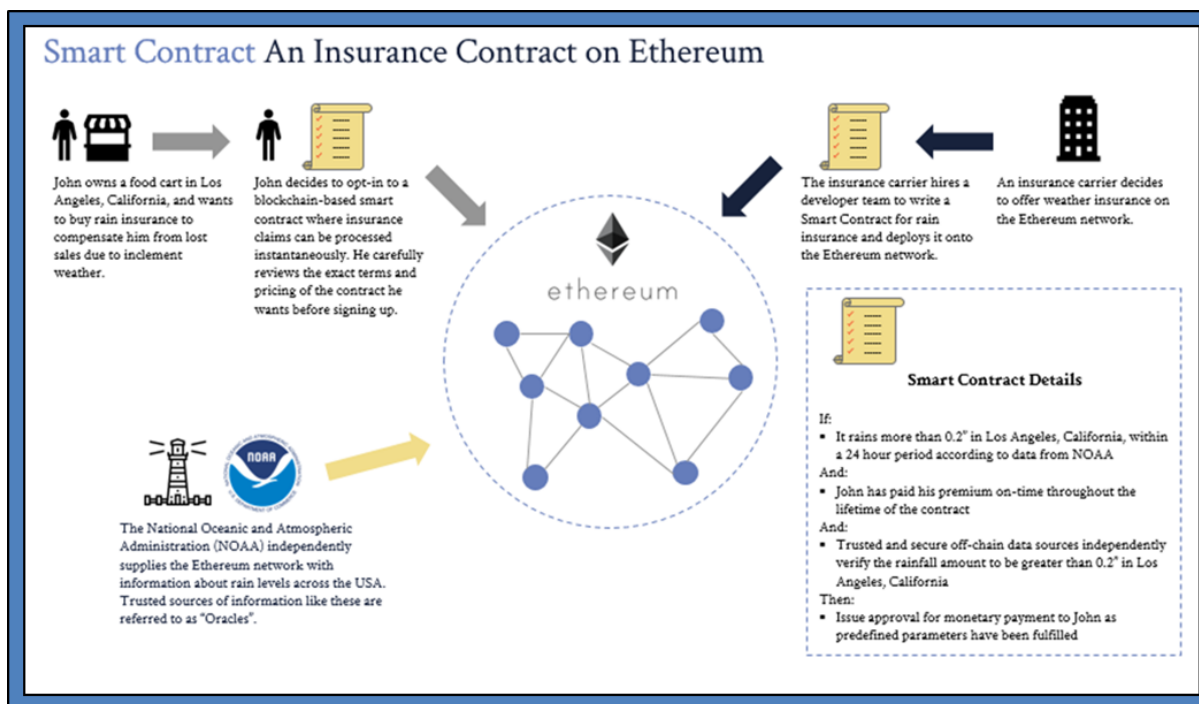 Smart Contract An Insurance Contract on Ethereum
John owns a food cart in Los
Angeles, California, and wants
to buy rain insurance to
compensate him from lost
sales due to inclement
weather.
John decides to opt-in to a
blockchain-based smart
contract where insurance
claims can be processed
instantaneously. He carefully
reviews the exact terms and
pricing of the contract he
wants before signing up.
The insurance carrier hires a
developer team to write a
Smart Contract for rain
insurance and deploys it onto
the Ethereum network.
An insurance carrier decides
to offer weather insurance on
the Ethereum network.
ethereum
NATIONAL OCEANIC AND ATMOSPHERIC ADMINISTRATION
NOAA
U.S. DEPARTMENT OF COMMERCE
The National Oceanic and Atmospheric
Administration (NOAA) independently
supplies the Ethereum network with
information about rain levels across the USA.
Trusted sources of information like these are
referred to as “Oracles”.
Smart Contract Details
If:
▪ It rains more than 0.2” in Los Angeles, California, within
a 24 hour period according to data from NOAA
And:
▪ John has paid his premium on-time throughout the
lifetime of the contract
And:
▪ Trusted and secure off-chain data sources independently
verify the rainfall amount to be greater than 0.2” in Los
Angeles, California
Then:
▪ Issue approval for monetary payment to John as
predefined parameters have been fulfilled